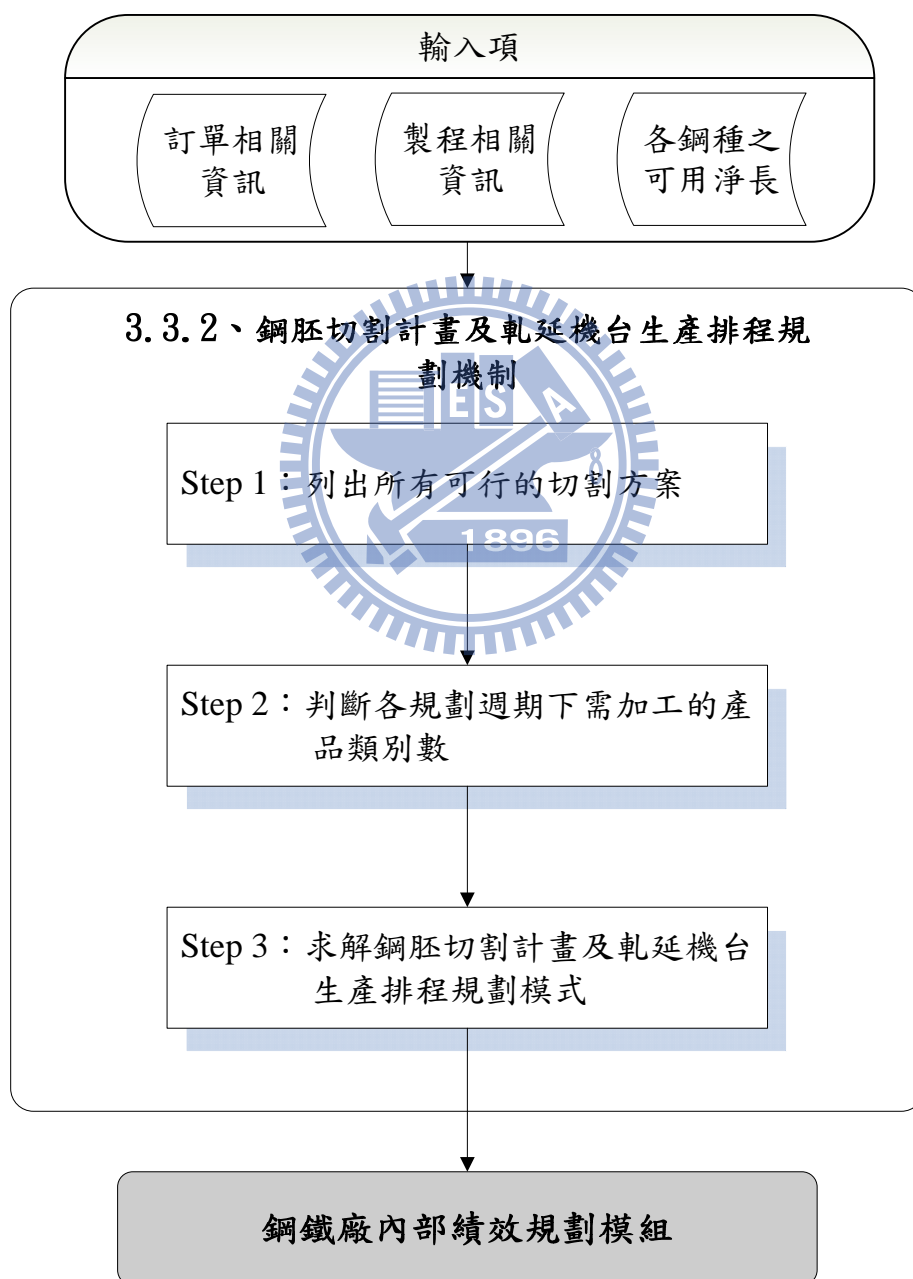 輸入項
訂單相關
資訊
製程相關
資訊
各鋼種之
可用淨長
3.3.2、鋼胚切割計畫及軋延機台生產排程規
劃機制
Step 1：列出所有可行的切割方案
ES
A
1896
Step 2：判斷各規劃週期下需加工的產
品類別數
Step 3：求解鋼胚切割計畫及軋延機台
生產排程規劃模式
鋼鐵廠內部績效規劃模組